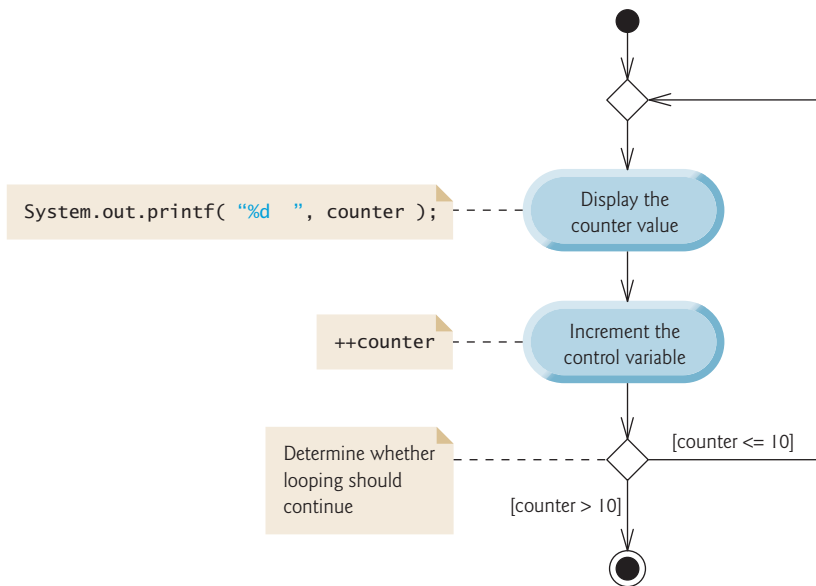 System.out.printf( “%d  ”, counter );
Display the
counter value
++counter
Increment the
control variable
Determine whether
looping should
continue
[counter <= 10]
[counter > 10]